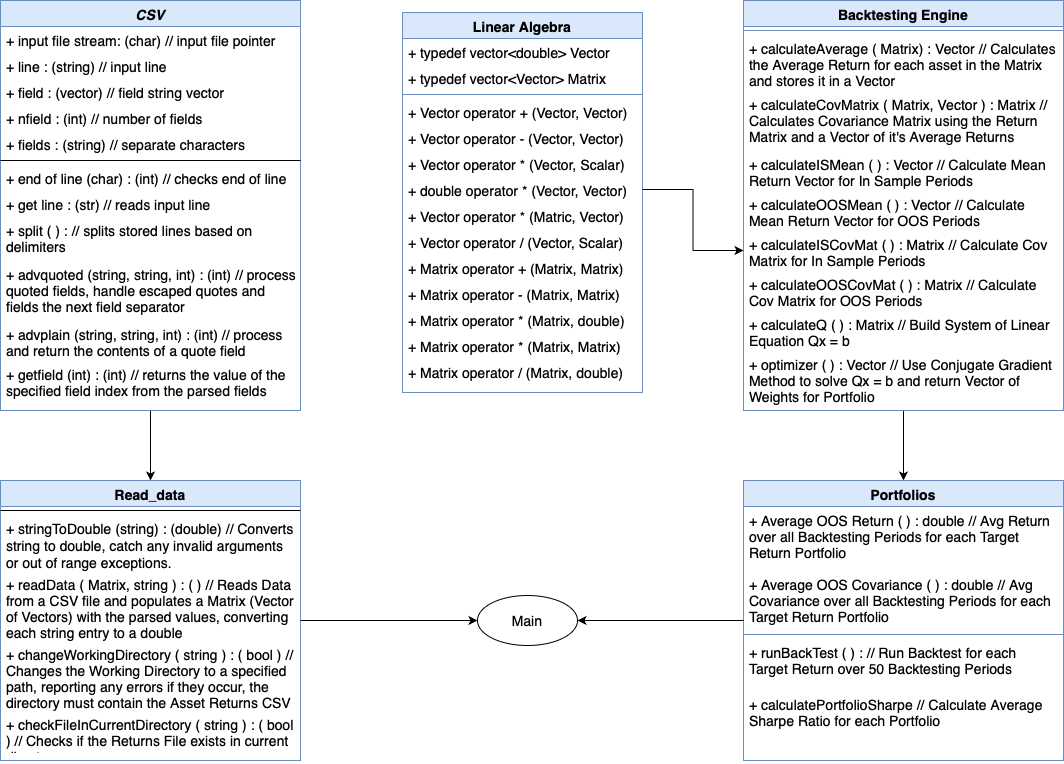 CSV
+ input file stream: (char) // input file pointer
+ line : (string) // input line
+ field : (vector) // field string vector
+ nfield : (int) // number of fields
+ fields : (string) // separate characters
+ end of line (char) : (int) // checks end of line
+ get line : (str) // reads input line
+ split ( ) : // splits stored lines based on
delimiters
+ advquoted (string, string, int) : (int) // process
quoted fields, handle escaped quotes and
fields the next field separator
+ advplain (string, string, int) : (int) // process
and return the contents of a quote field
+ getfield (int) : (int) // returns the value of the
specified field index from the parsed fields
Linear Algebra
+ typedef vector<double> Vector
+ typedef vector<Vector> Matrix
+ Vector operator + (Vector, Vector)
+ Vector operator - (Vector, Vector)
+ Vector operator * (Vector, Scalar)
+ double operator * (Vector, Vector)
+ Vector operator * (Matric, Vector)
+ Vector operator / (Vector, Scalar)
+ Matrix operator + (Matrix, Matrix)
+ Matrix operator - (Matrix, Matrix)
+ Matrix operator * (Matrix, double)
+ Matrix operator * (Matrix, Matrix)
+ Matrix operator / (Matrix, double)
Backtesting Engine
+ calculateAverage ( Matrix) : Vector // Calculates
the Average Return for each asset in the Matrix
and stores it in a Vector
+ calculateCovMatrix ( Matrix, Vector ) : Matrix //
Calculates Covariance Matrix using the Return
Matrix and a Vector of it's Average Returns
+ calculateISMean ( ) : Vector // Calculate Mean
Return Vector for In Sample Periods
+ calculateOOSMean ( ) : Vector // Calculate
Mean Return Vector for OOS Periods
+ calculateISCovMat ( ) : Matrix // Calculate Cov
Matrix for In Sample Periods
+ calculateOOSCovMat ( ) : Matrix // Calculate
Cov Matrix for OOS Periods
+ calculateQ ( ) : Matrix // Build System of Linear
Equation Qx = b
+ optimizer ( ) : Vector // Use Conjugate Gradient
Method to solve Qx = b and return Vector of
Weights for Portfolio
Read_data
+ stringToDouble (string) : (double) // Converts
string to double, catch any invalid arguments
or out of range exceptions.
+ readData ( Matrix, string ) : ( ) // Reads Data
from a CSV file and populates a Matrix (Vector
of Vectors) with the parsed values, converting
each string entry to a double
+ changeWorkingDirectory ( string ) : ( bool ) //
Changes the Working Directory to a specified
path, reporting any errors if they occur, the
directory must contain the Asset Returns CSV
+ checkFileInCurrentDirectory ( string ) : ( bool
) // Checks if the Returns File exists in current
Main
Portfolios
+ Average OOS Return ( ) : double // Avg Return
over all Backtesting Periods for each Target
Return Portfolio
+ Average OOS Covariance ( ) : double // Avg
Covariance over all Backtesting Periods for each
Target Return Portfolio
+ runBackTest ( ) : // Run Backtest for each
Target Return over 50 Backtesting Periods
+ calculatePortfolioSharpe // Calculate Average
Sharpe Ratio for each Portfolio